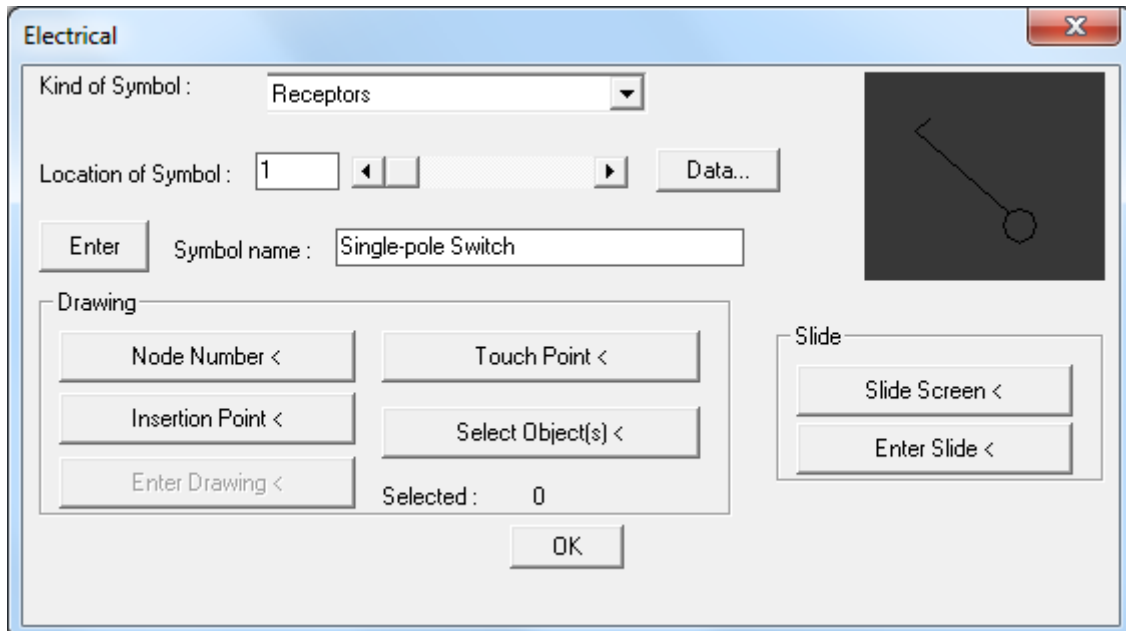 Electrical
Kind of Symbol : Receptors
Location of Symbol : 1 Data...
Enter Symbol name : Single-pole Switch
Drawing
Node Number < Touch Point <
Slide
Slide Screen <
Insertion Point < Select Object(s) <
Enter Slide <
Enter Drawing < Selected : 0
OK